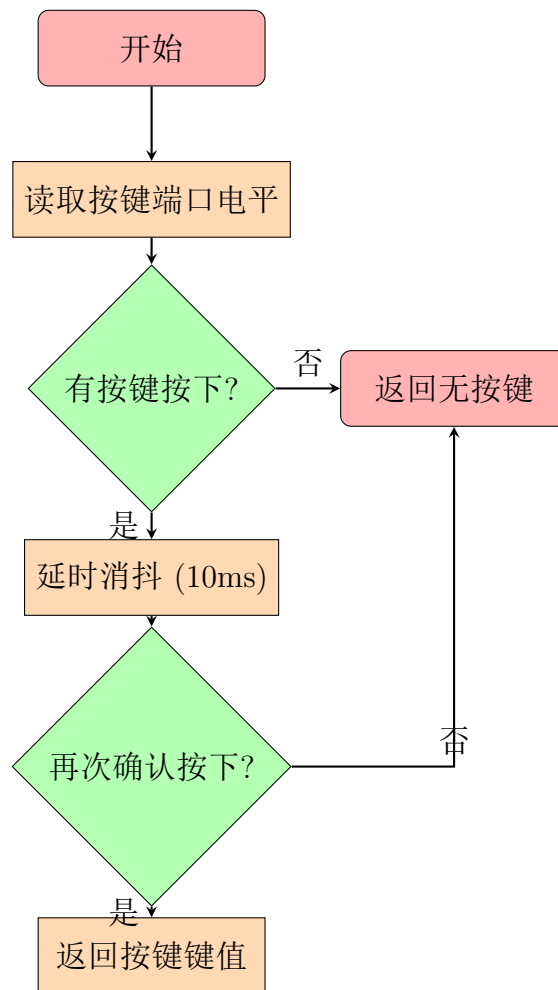 开始
读取按键端口电平
有按键按下?
否
返回无按键
是
延时消抖 (10ms)
再次确认按下?
否
是
返回按键键值